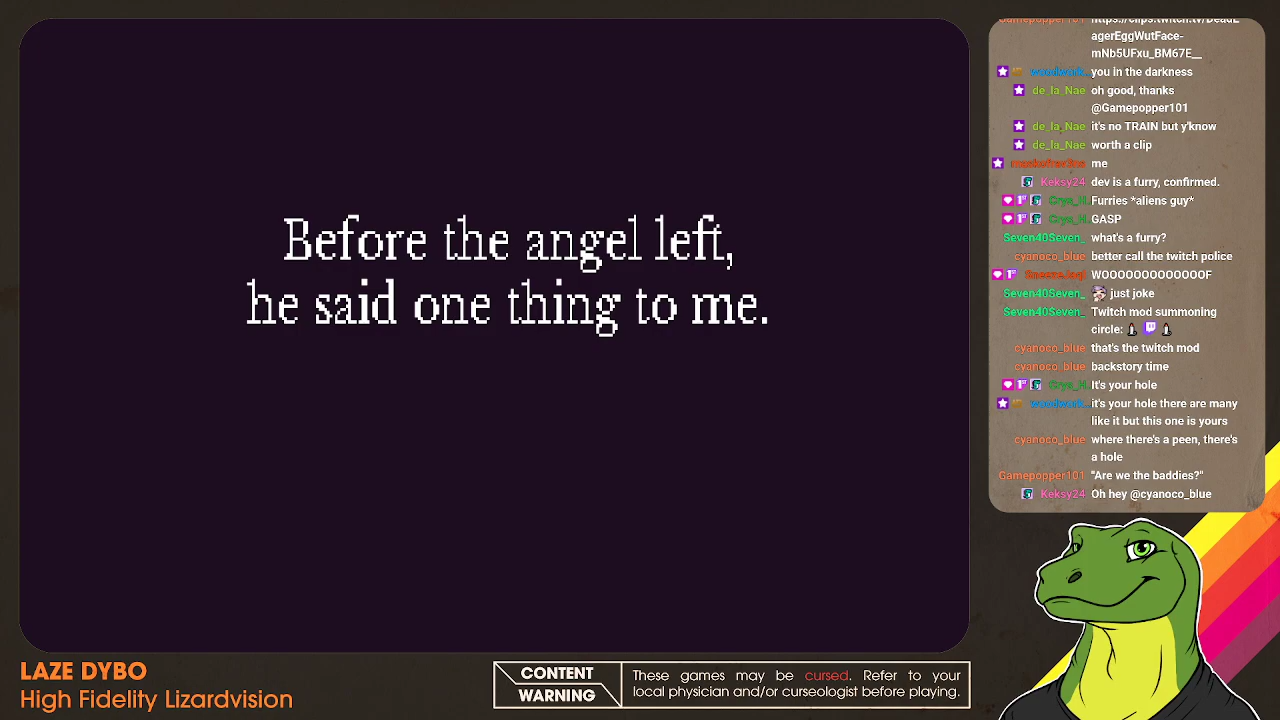 Before the angel left,
he said one thing to me.
agerEggWutFace-
mNb5UFxu_BM67E__
you in the darkness
de_la_Nae oh good, thanks
@Gamepopper101
de_la_Nae it's no TRAIN but y'know
de_la_Nae worth a clip
me
Keksy24 dev is a furry, confirmed.
Furries *aliens guy*
GASP
Seven40Seven_ what's a furry?
cyanoco_blue better call the twitch police
WOOOOOOOOOOOOOF
Seven40Seven_ just joke
Seven40Seven_ Twitch mod summoning
circle:
cyanoco_blue that's the twitch mod
cyanoco_blue backstory time
It's your hole
it's your hole there are many
like it but this one is yours
cyanoco_blue where there's a peen, there's
a hole
Gamepopper101 "Are we the baddies?"
Keksy24 Oh hey @cyanoco_blue
LAZE DYBO
High Fidelity Lizardvision
CONTENT
WARNING
These games may be cursed. Refer to your
local physician and/or curseologist before playing.